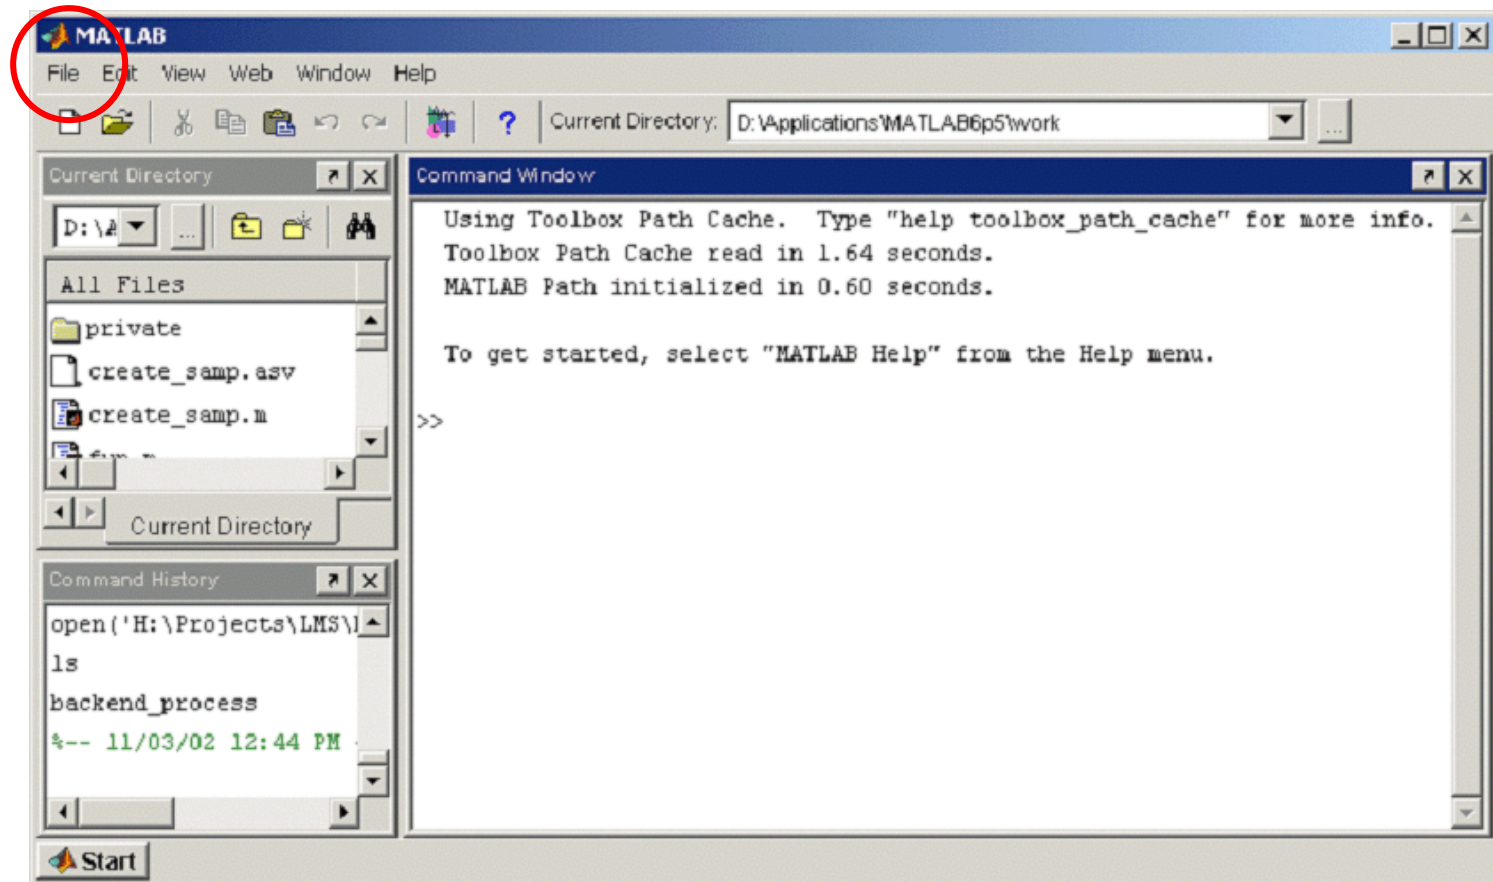 MATLAB
File Edit View Web Window Help
? Current Directory: D:\Applications\MATLAB6p5\work ...
Current Directory
D:\A ...
All Files
private
create_samp.asv
create_samp.m
Current Directory
Command History
open('H:\Projects\LMS\
ls
backend_process
%-- 11/03/02 12:44 PM
Command Window
Using Toolbox Path Cache.  Type "help toolbox_path_cache" for more info.
Toolbox Path Cache read in 1.64 seconds.
MATLAB Path initialized in 0.60 seconds.
To get started, select "MATLAB Help" from the Help menu.
>>
Start